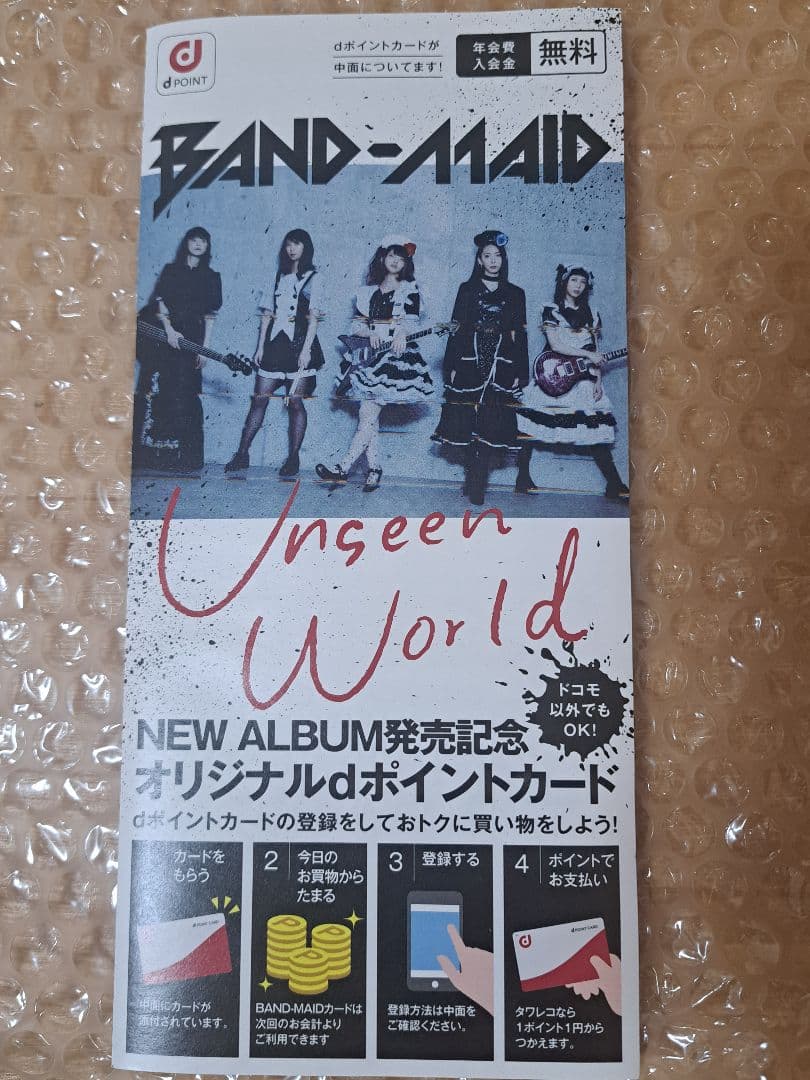 d POINT
dポイントカードが
中面についてます!
年会費
入会金
無料
BAND-MAID
Unseen
World
ドコモ
以外でも
OK!
NEW ALBUM発売記念
オリジナルdポイントカード
dポイントカードの登録をしておトクに買い物をしよう!
カードを
もらう
d POINT CARD
中面にカードが
添付されています。
2
今日の
お買物から
たまる
BAND-MAIDカードは
次回のお会計より
ご利用できます
3
登録する
登録方法は中面を
ご確認ください。
4
ポイントで
お支払い
d POINT CARD
タワレコなら
1ポイント1円から
つかえます。